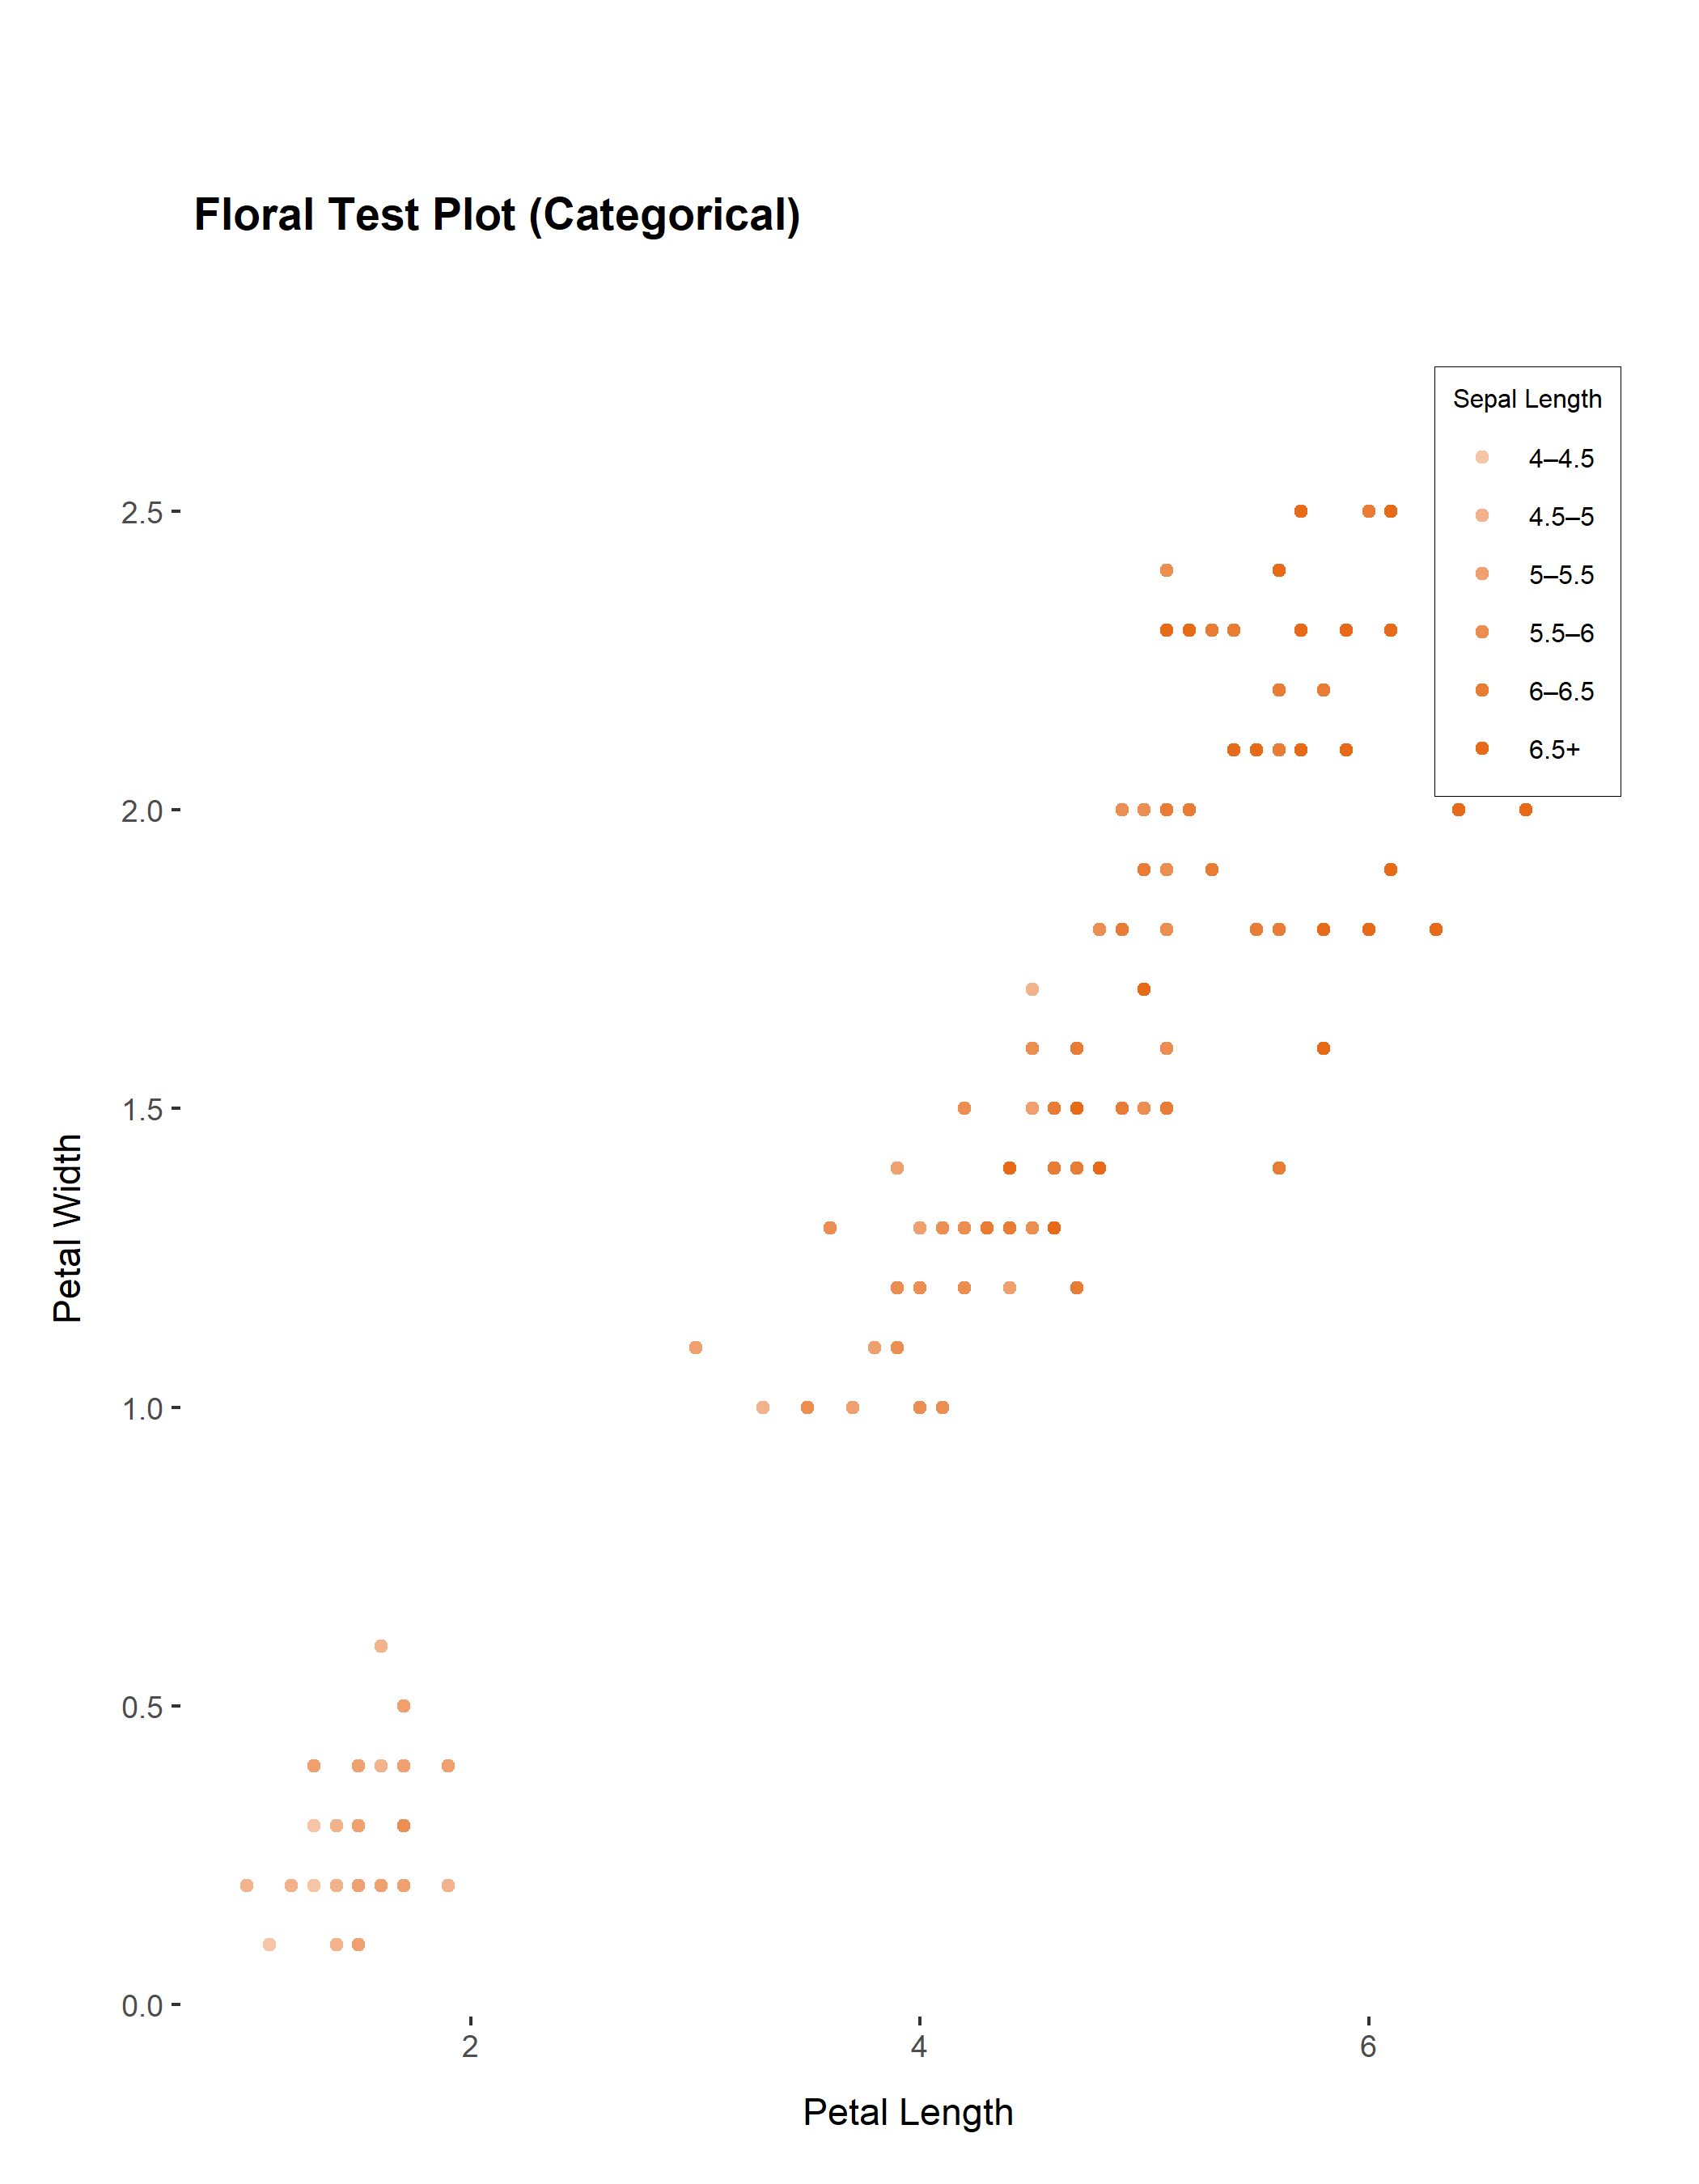 Floral Test Plot (Categorical)
Sepal Length
4–4.5
4.5–5
5–5.5
5.5–6
6–6.5
6.5+
2.5
2.0
1.5
1.0
0.5
0.0
Petal Width
2 4 6
Petal Length